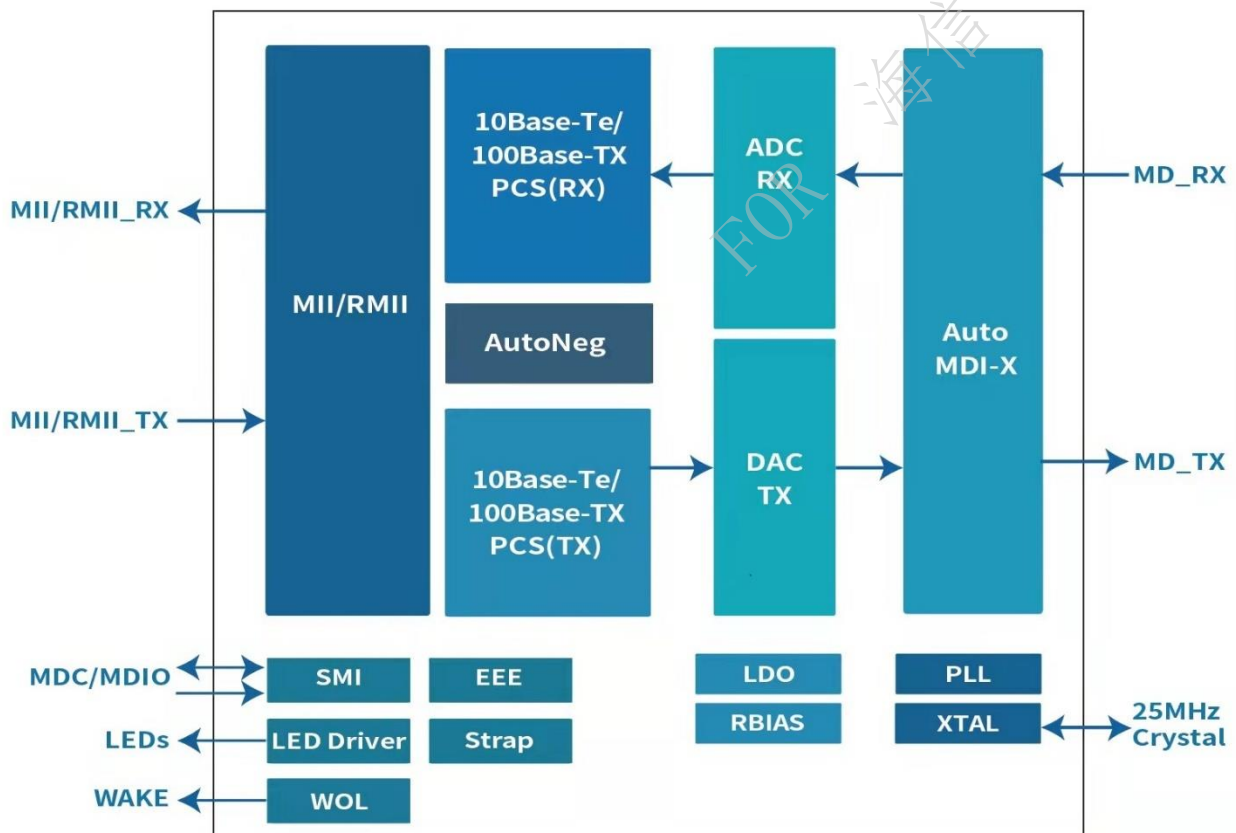 10Base-Te/
100Base-TX
PCS(RX)
ADC
RX
MD_RX
MII/RMII_RX
MII/RMII
AutoNeg
Auto
MDI-X
MII/RMII_TX
10Base-Te/
100Base-TX
PCS(TX)
DAC
TX
MD_TX
MDC/MDIO
SMI
EEE
LDO
PLL
LEDs
LED Driver
Strap
RBIAS
XTAL
25MHz
Crystal
WAKE
WOL
FOR 海信